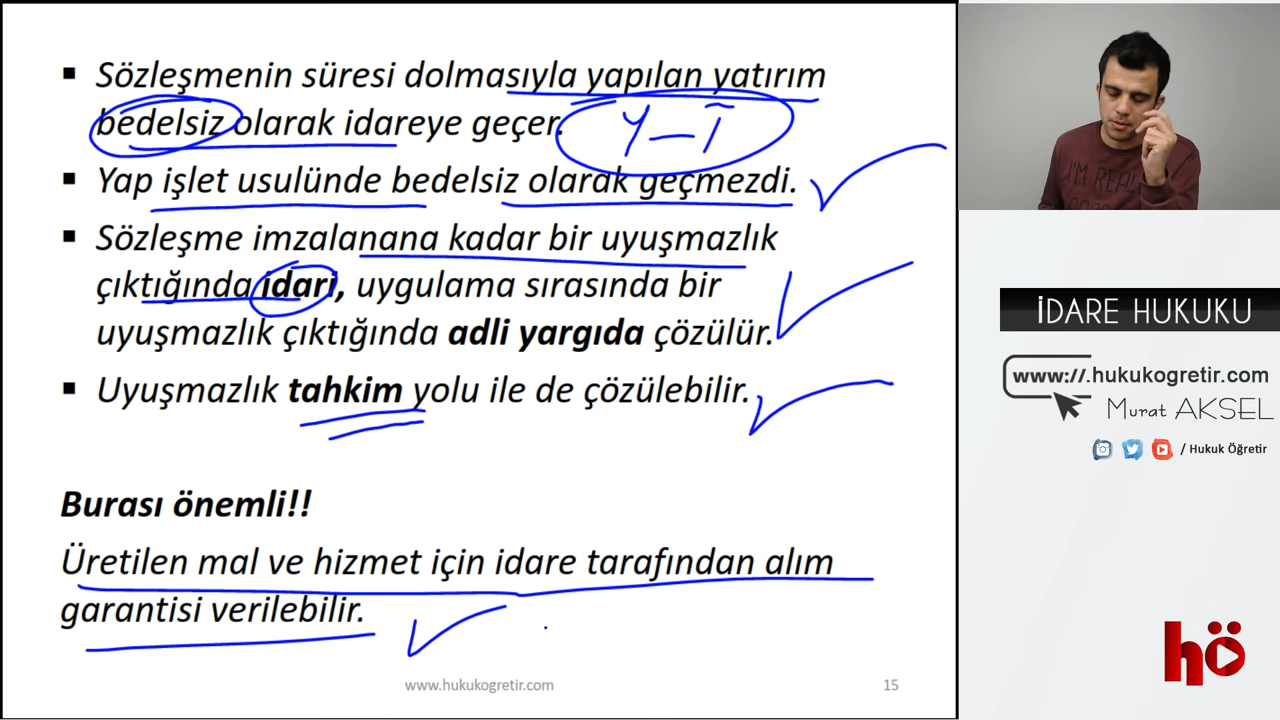 Sözleşmenin süresi dolmasıyla yapılan yatırım
bedelsiz olarak idareye geçer.
Y-İ
Yap işlet usulünde bedelsiz olarak geçmezdi.
Sözleşme imzalanana kadar bir uyuşmazlık
çıktığında idari, uygulama sırasında bir
uyuşmazlık çıktığında adli yargıda çözülür.
Uyuşmazlık tahkim yolu ile de çözülebilir.
Burası önemli!!
Üretilen mal ve hizmet için idare tarafından alım
garantisi verilebilir.
www.hukukogretir.com
15
I'M REAL
İDARE HUKUKU
www://.hukukogretir.com
Murat AKSEL
/ Hukuk Öğretir
hö